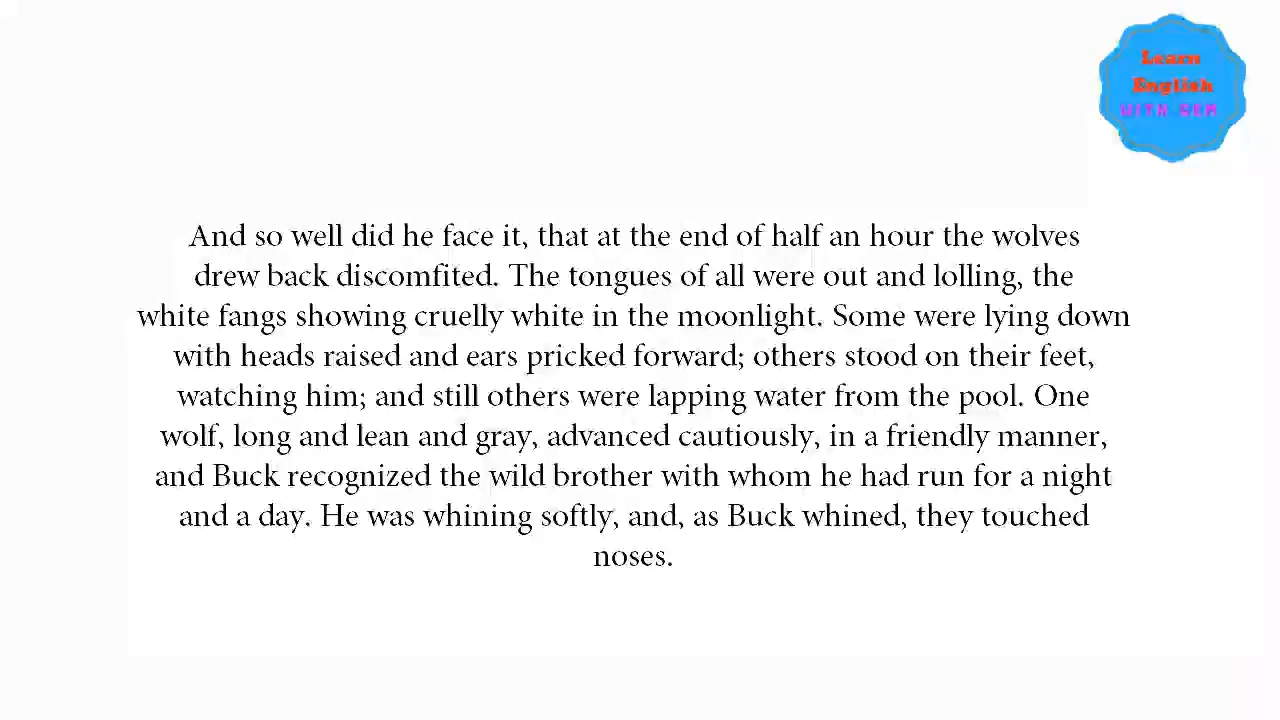 Learn
English
And so well did he face it, that at the end of half an hour the wolves
drew back discomfited. The tongues of all were out and lolling, the
white fangs showing cruelly white in the moonlight. Some were lying down
with heads raised and ears pricked forward; others stood on their feet,
watching him; and still others were lapping water from the pool. One
wolf, long and lean and gray, advanced cautiously, in a friendly manner,
and Buck recognized the wild brother with whom he had run for a night
and a day. He was whining softly, and, as Buck whined, they touched
noses.